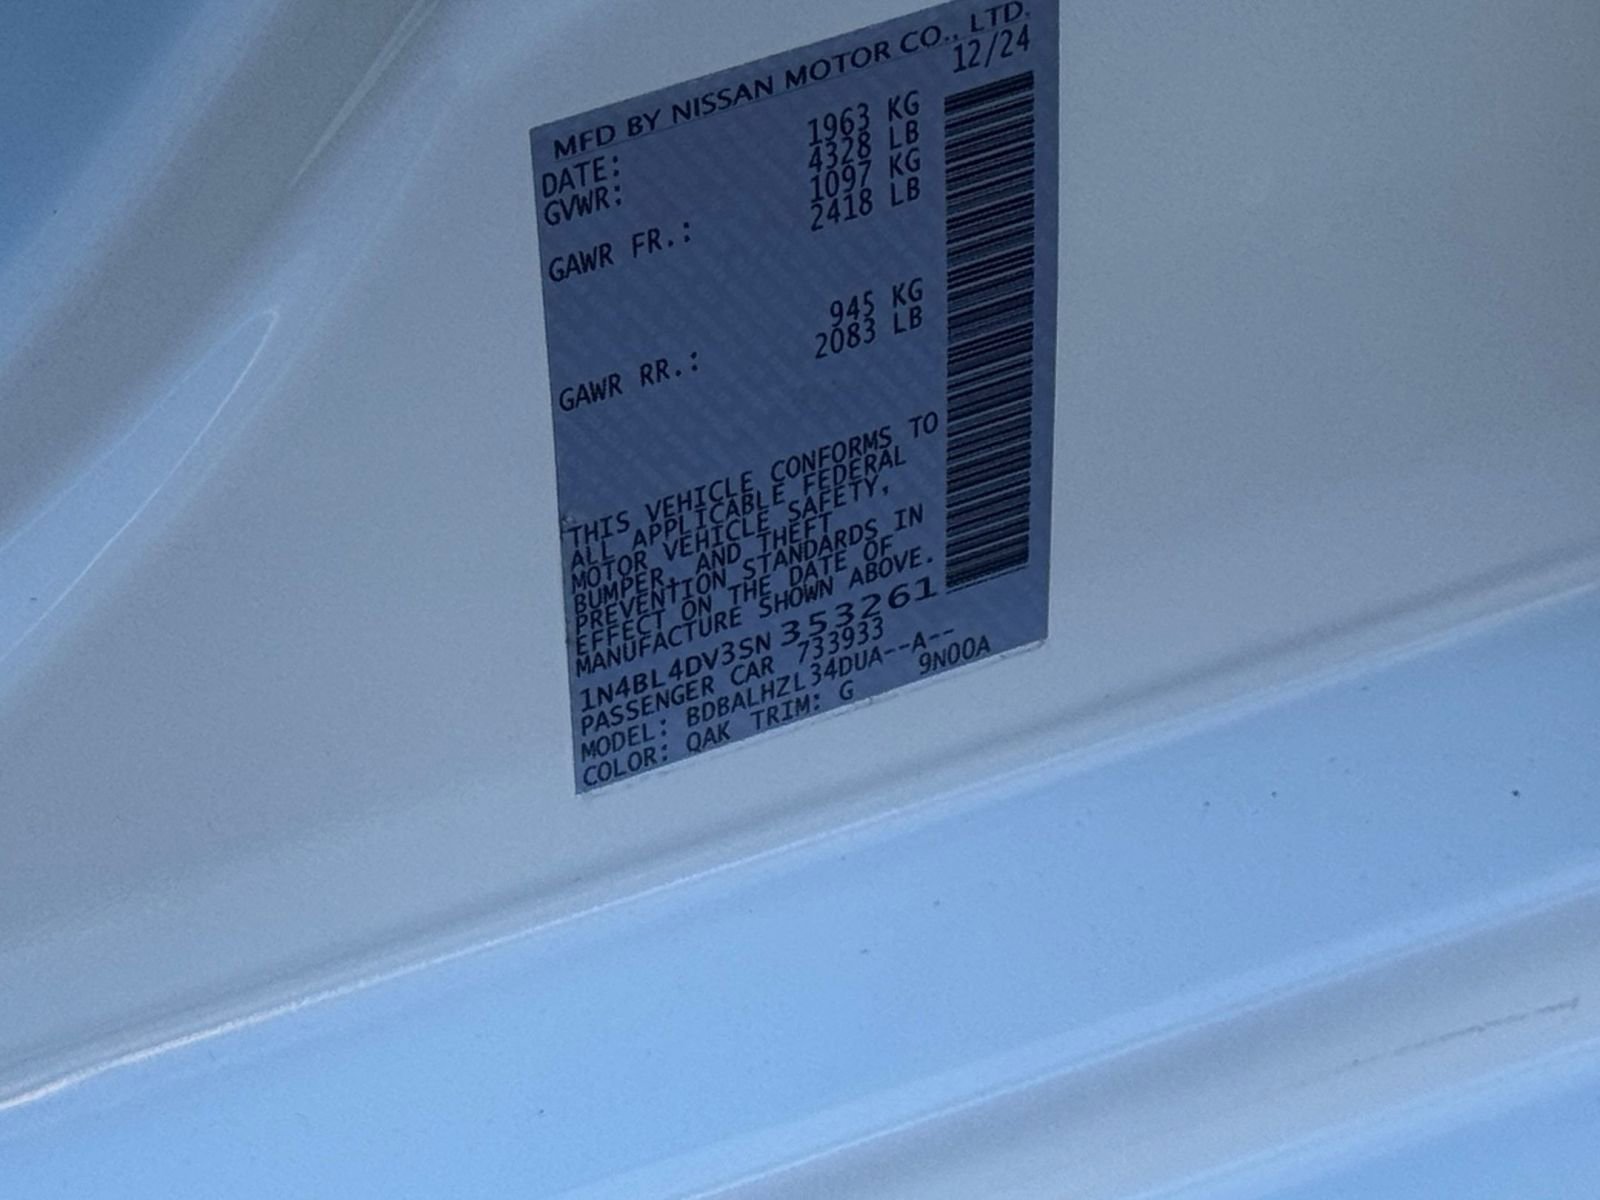 MFD BY NISSAN MOTOR CO., LTD.
DATE: 12/24
GVWR: 1963 KG
4328 LB
GAWR FR.: 1097 KG
2418 LB
GAWR RR.: 945 KG
2083 LB
THIS VEHICLE CONFORMS TO
ALL APPLICABLE FEDERAL
MOTOR VEHICLE SAFETY,
BUMPER, AND THEFT
PREVENTION STANDARDS IN
EFFECT ON THE DATE OF
MANUFACTURE SHOWN ABOVE.
1N4BL4DV3SN353261
PASSENGER CAR 733933
MODEL: BDBALHZL34DUA--A--
COLOR: QAK TRIM: G 9N00A